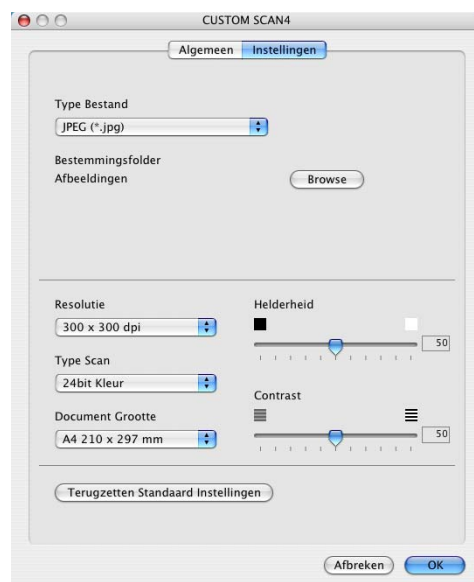 CUSTOM SCAN4
Algemeen Instellingen
Type Bestand
JPEG (*.jpg)
Bestemmingsfolder
Afbeeldingen Browse
Resolutie Helderheid
300 x 300 dpi
50
Type Scan
24bit Kleur
Contrast
Document Grootte
A4 210 x 297 mm
50
Terugzetten Standaard Instellingen
Afbreken OK